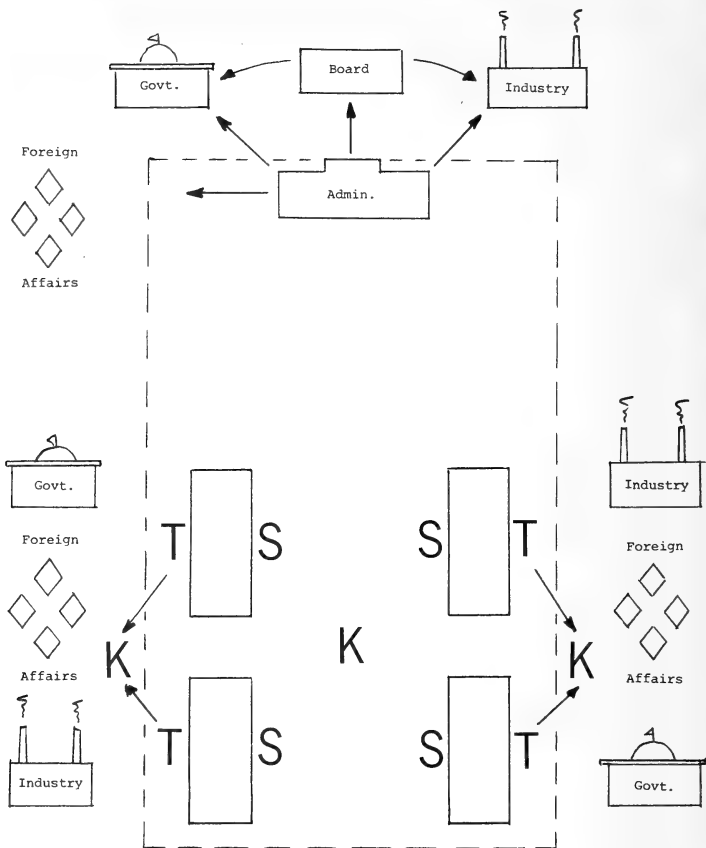 Govt.
Board
Industry
Foreign
Admin.
Affairs
Govt.
Industry
T S
S T
Foreign
Foreign
K
K
K
Affairs
Affairs
T S
S T
Industry
Govt.